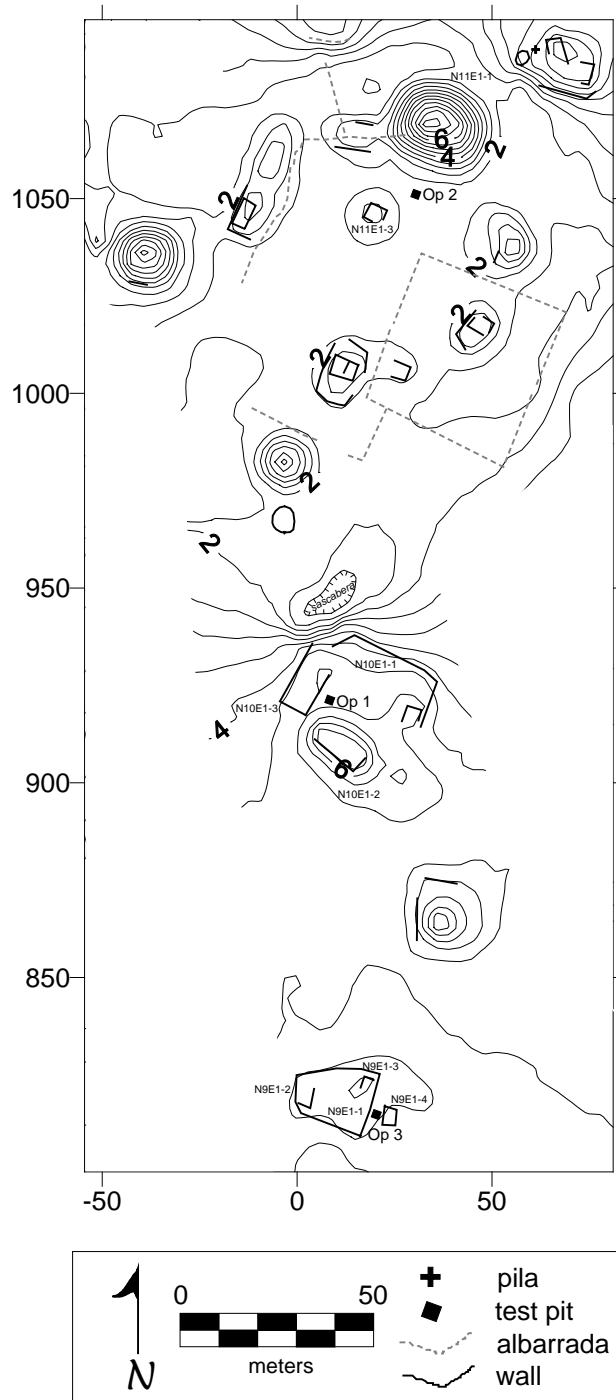 N11E1-1
2
6
4
2
1050
Op 2
N11E1-3
2
2
2
1000
2
2
950
sascabera
N10E1-1
N10E1-3
Op 1
4
6
900
N10E1-2
850
N9E1-3
N9E1-2
N9E1-4
N9E1-1
Op 3
-50 0 50
0 50
meters
N
pila
test pit
albarrada
wall